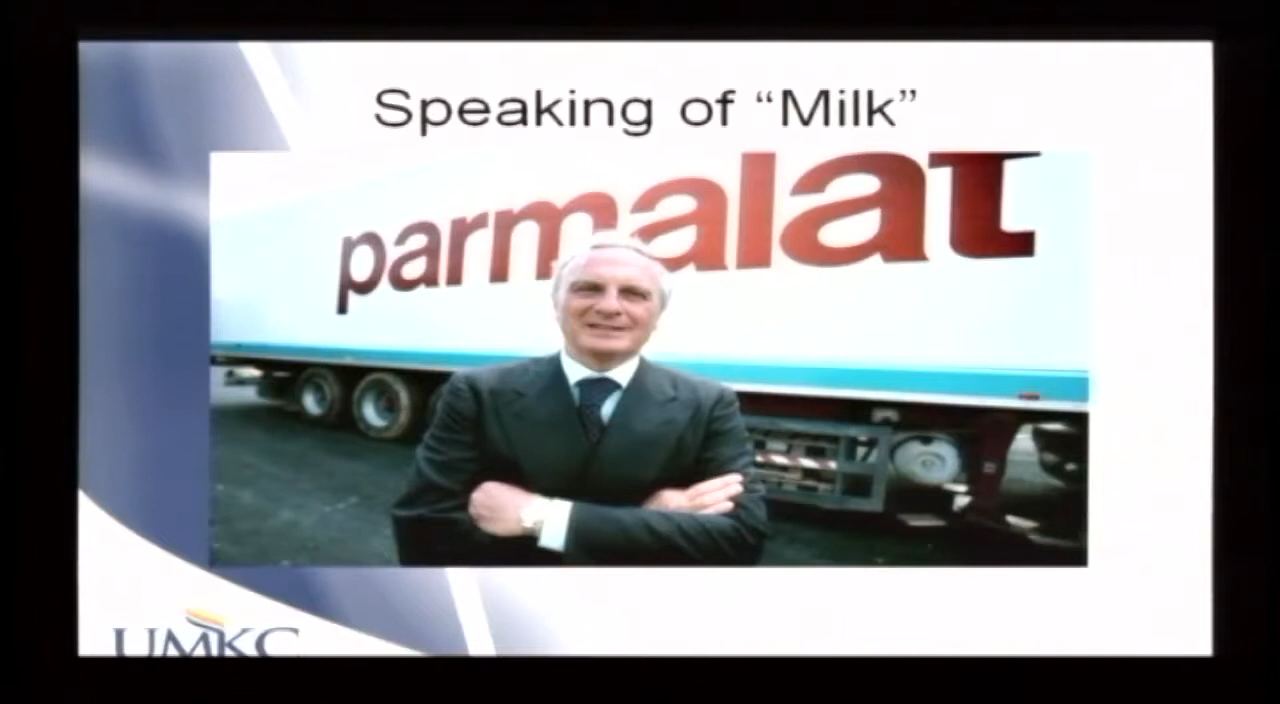 Speaking of “Milk”
parmalat
UMKC